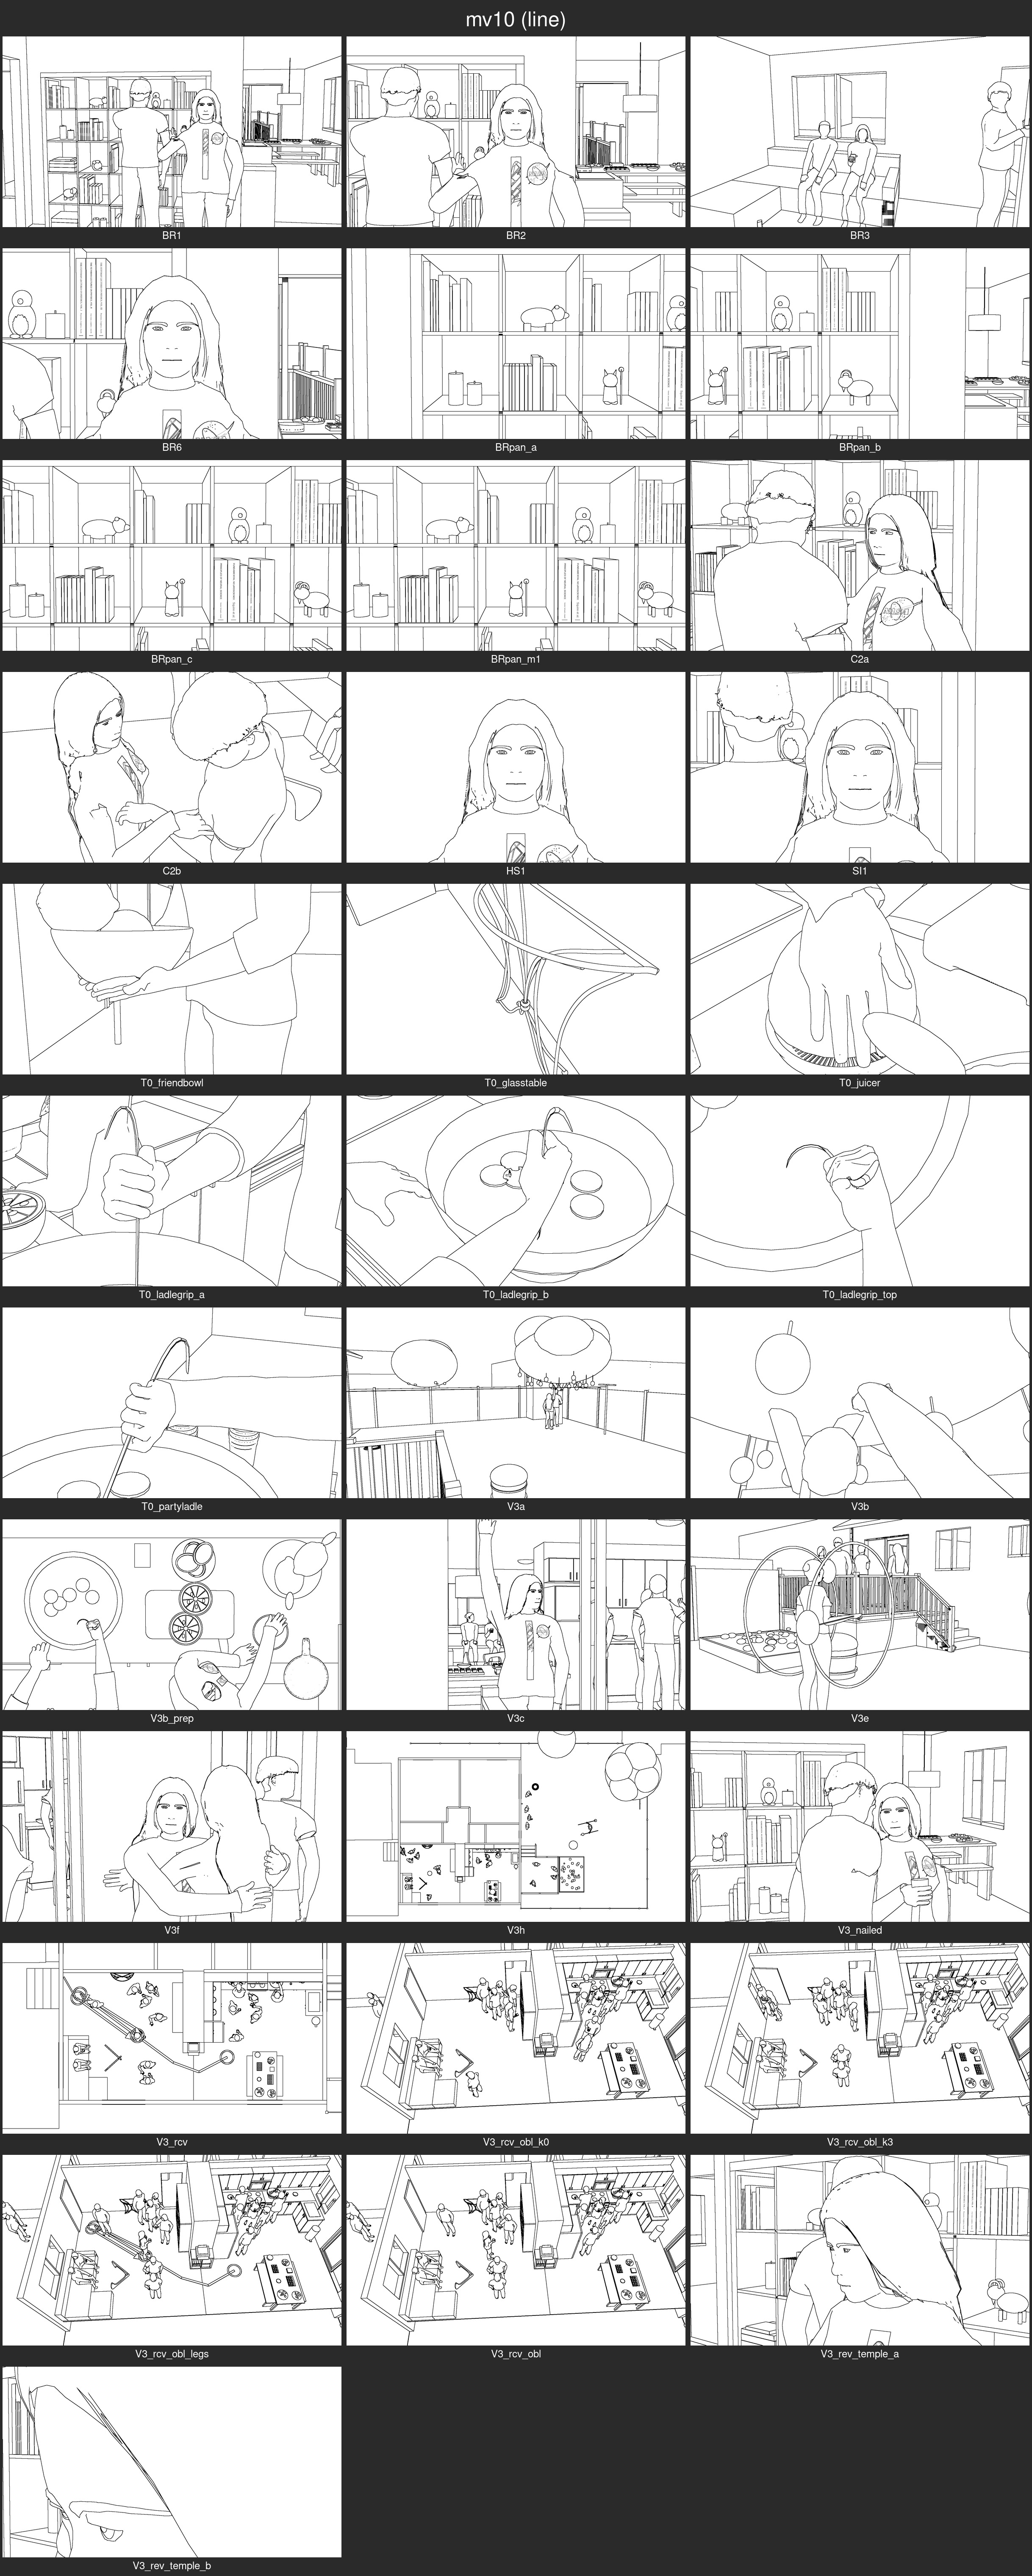 mv10 (line)
BR1 BR2 BR3
BR6 BRpan_a BRpan_b
BRpan_c BRpan_m1 C2a
C2b HS1 SI1
T0_friendbowl T0_glasstable T0_juicer
T0_ladlegrip_a T0_ladlegrip_b T0_ladlegrip_top
T0_partyladle V3a V3b
V3b_prep V3c V3e
V3f V3h V3_nailed
V3_rcv V3_rcv_obl_k0 V3_rcv_obl_k3
V3_rcv_obl_legs V3_rcv_obl V3_rev_temple_a
V3_rev_temple_b